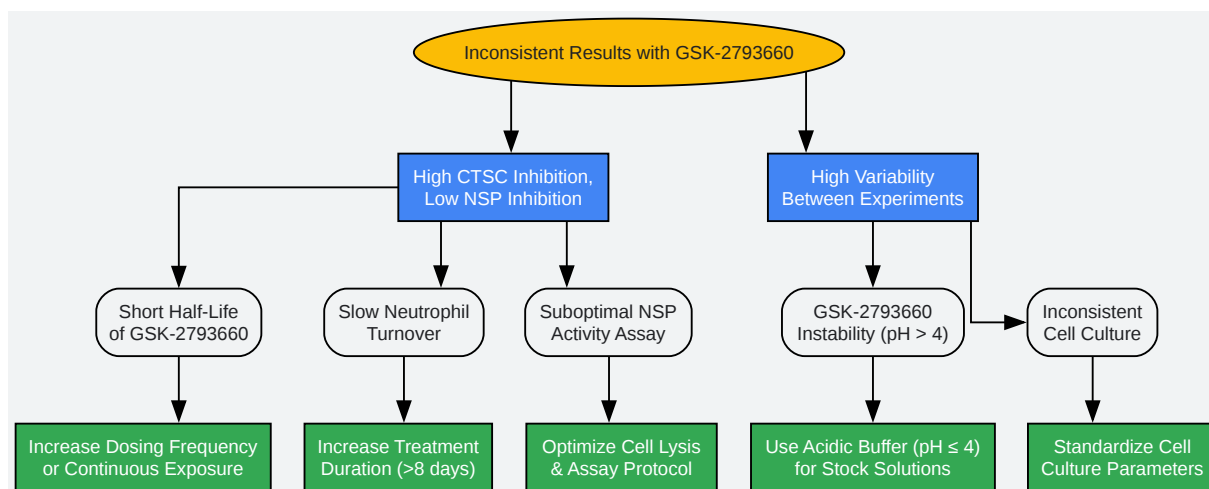 Inconsistent Results with GSK-2793660
High CTSC Inhibition,
Low NSP Inhibition
High Variability
Between Experiments
Short Half-Life
of GSK-2793660
Slow Neutrophil
Turnover
Suboptimal NSP
Activity Assay
GSK-2793660
Instability (pH > 4)
Inconsistent
Cell Culture
Increase Dosing Frequency
or Continuous Exposure
Increase Treatment
Duration (>8 days)
Optimize Cell Lysis
& Assay Protocol
Use Acidic Buffer (pH ≤ 4)
for Stock Solutions
Standardize Cell
Culture Parameters